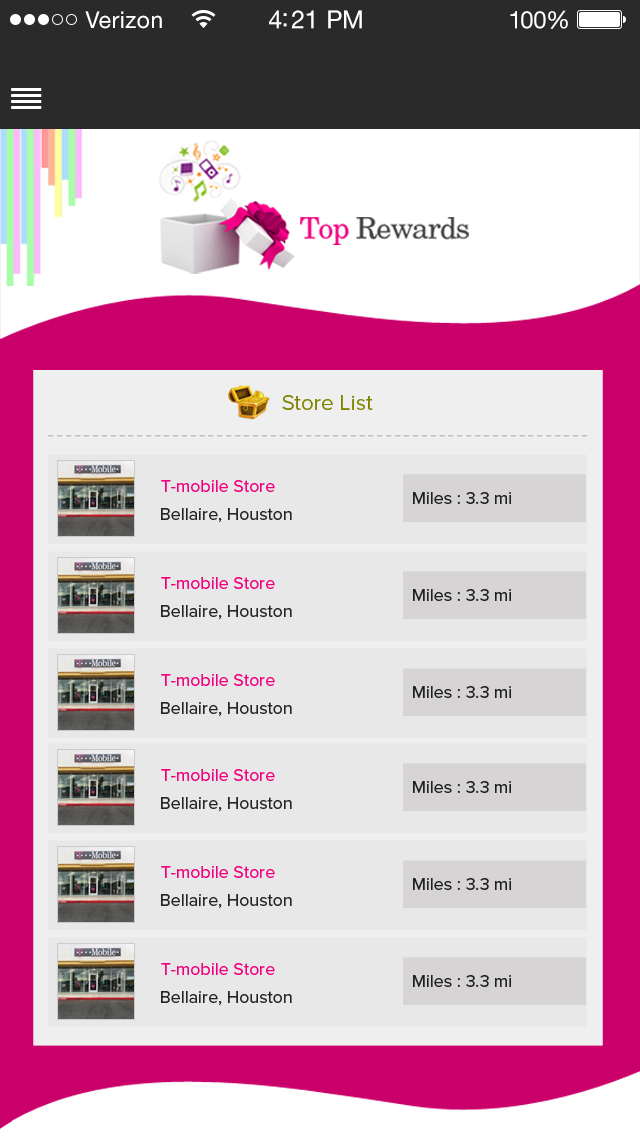 Verizon 4:21 PM 100%
Top Rewards
Store List
T··Mobile·
T-mobile Store
Bellaire, Houston
Miles : 3.3 mi
T··Mobile·
T-mobile Store
Bellaire, Houston
Miles : 3.3 mi
T··Mobile·
T-mobile Store
Bellaire, Houston
Miles : 3.3 mi
T··Mobile·
T-mobile Store
Bellaire, Houston
Miles : 3.3 mi
T··Mobile·
T-mobile Store
Bellaire, Houston
Miles : 3.3 mi
T··Mobile·
T-mobile Store
Bellaire, Houston
Miles : 3.3 mi